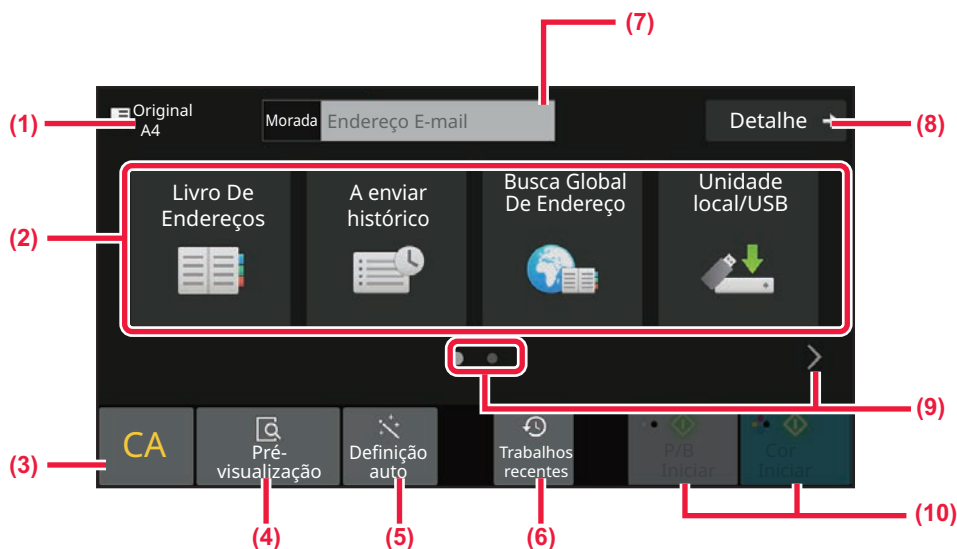 (7)
(1)
Original
A4
Morada
Endereço E-mail
Detalhe
(8)
(2)
Livro De
Endereços
A enviar
histórico
Busca Global
De Endereço
Unidade
local/USB
(9)
(3)
CA
Pré-
visualização
Definição
auto
Trabalhos
recentes
P/B
Iniciar
Cor
Iniciar
(10)
(4)
(5)
(6)